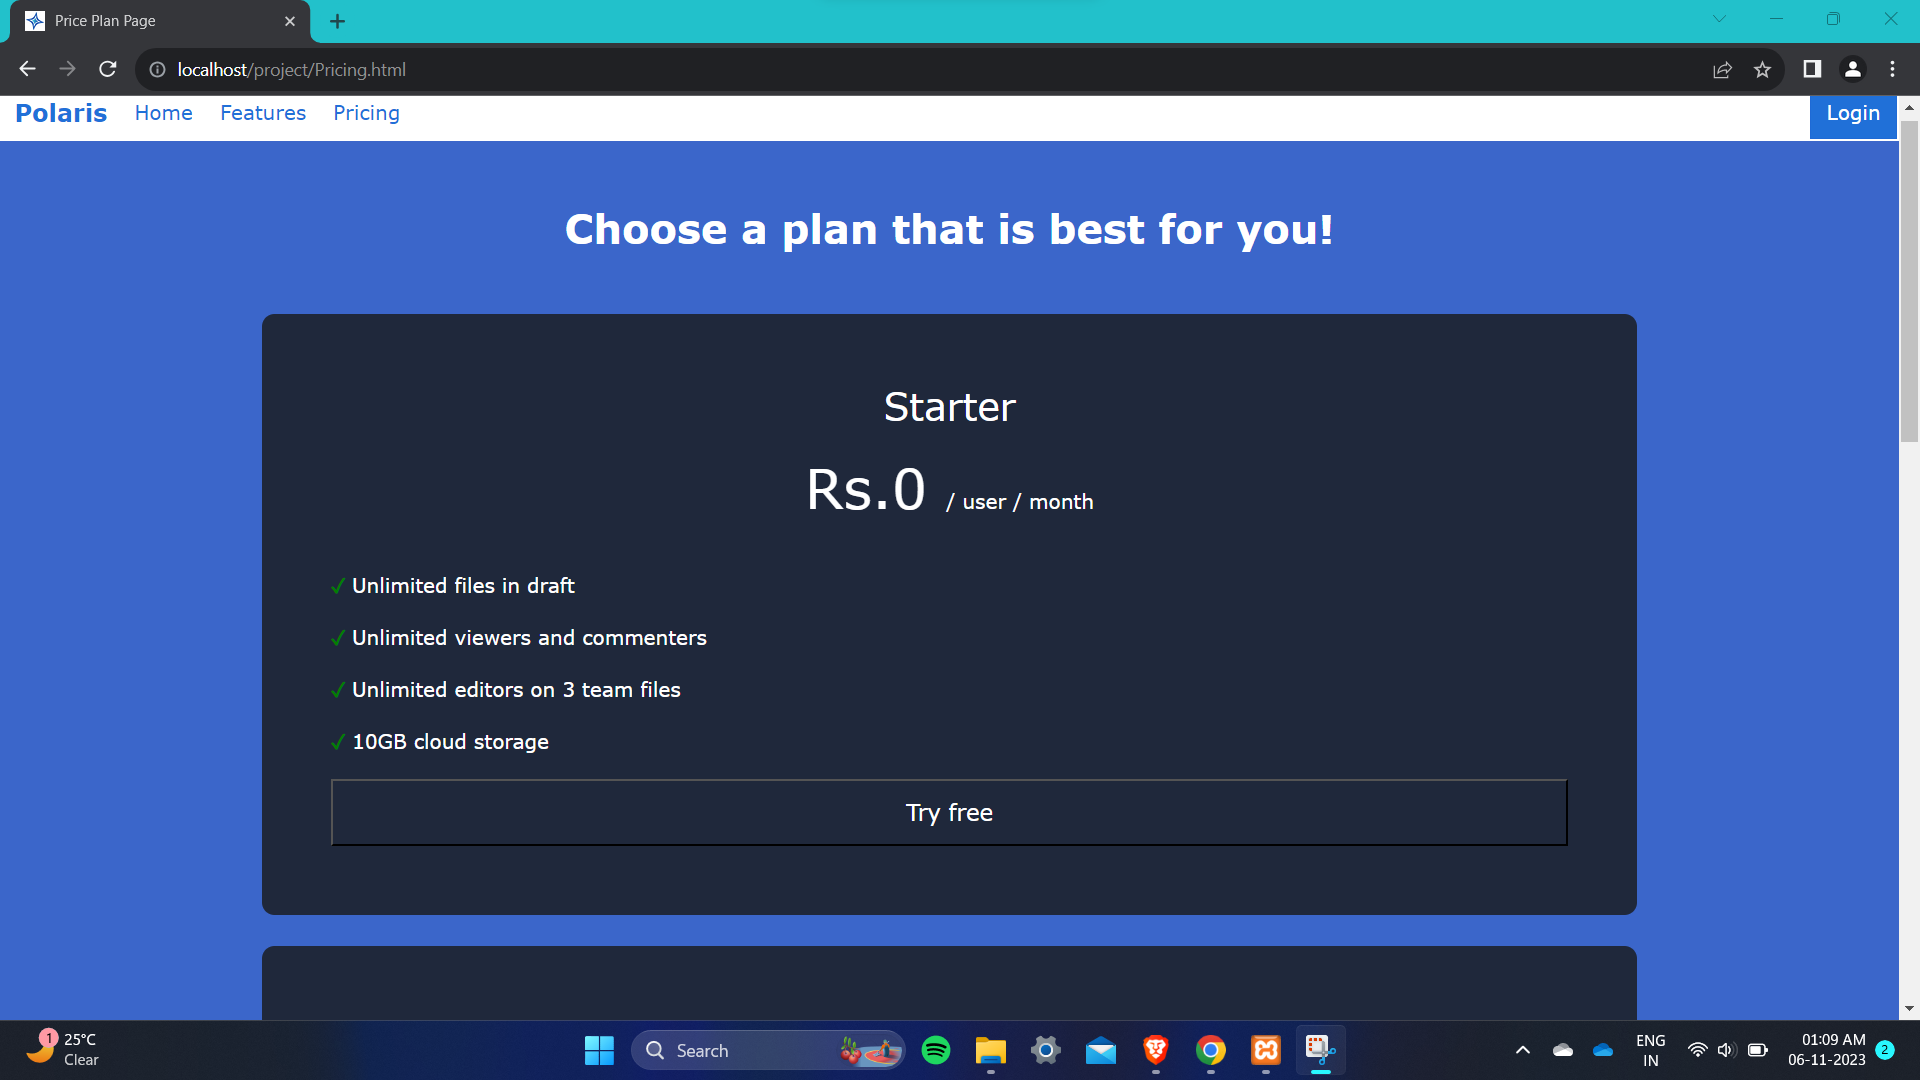 Price Plan Page
localhost/project/Pricing.html
Polaris Home Features Pricing Login
Choose a plan that is best for you!
Starter
Rs.0 / user / month
✓ Unlimited files in draft
✓ Unlimited viewers and commenters
✓ Unlimited editors on 3 team files
✓ 10GB cloud storage
Try free
1 25°C
Clear
Search
ENG
IN
01:09 AM
06-11-2023
2